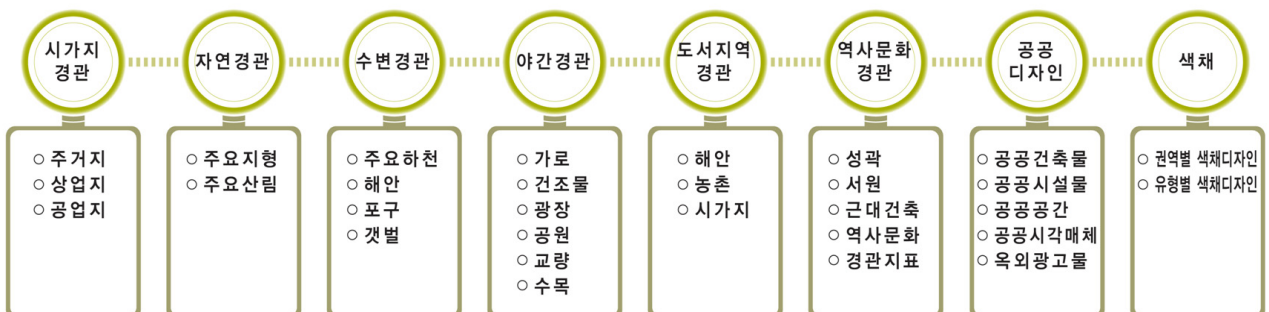 시가지
경관
○ 주거지
○ 상업지
○ 공업지
자연경관
○ 주요지형
○ 주요산림
수변경관
○ 주요하천
○ 해안
○ 포구
○ 갯벌
야간경관
○ 가로
○ 건조물
○ 광장
○ 공원
○ 교량
○ 수목
도서지역
경관
○ 해안
○ 농촌
○ 시가지
역사문화
경관
○ 성곽
○ 서원
○ 근대건축
○ 역사문화
○ 경관지표
공공
디자인
○ 공공건축물
○ 공공시설물
○ 공공공간
○ 공공시각매체
○ 옥외광고물
색채
○ 권역별 색채디자인
○ 유형별 색채디자인